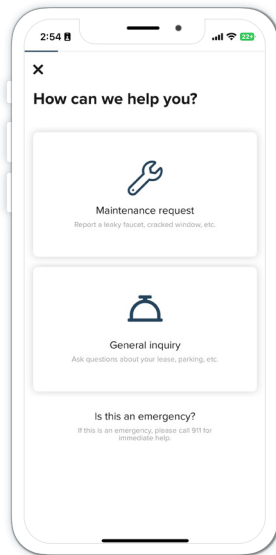 2:54
22
How can we help you?
Maintenance request
Report a leaky faucet, cracked window, etc.
General inquiry
Ask questions about your lease, parking, etc.
Is this an emergency?
If this is an emergency, please call 911 for
immediate help.